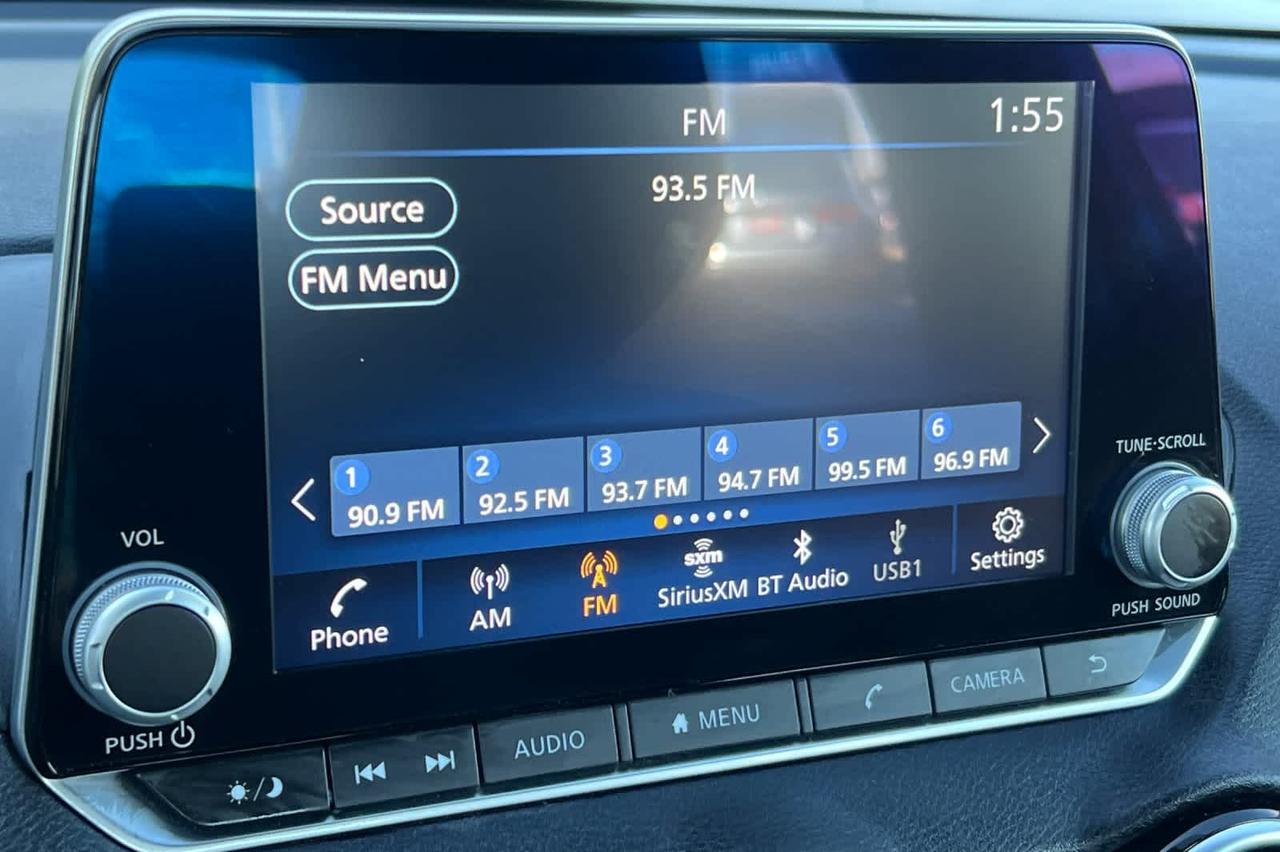 FM
1:55
93.5 FM
Source
FM Menu
1 2 3 4 5 6
90.9 FM 92.5 FM 93.7 FM 94.7 FM 99.5 FM 96.9 FM
Phone AM FM sxm SiriusXM BT Audio USB1 Settings
VOL
PUSH
TUNE·SCROLL
PUSH SOUND
AUDIO MENU CAMERA